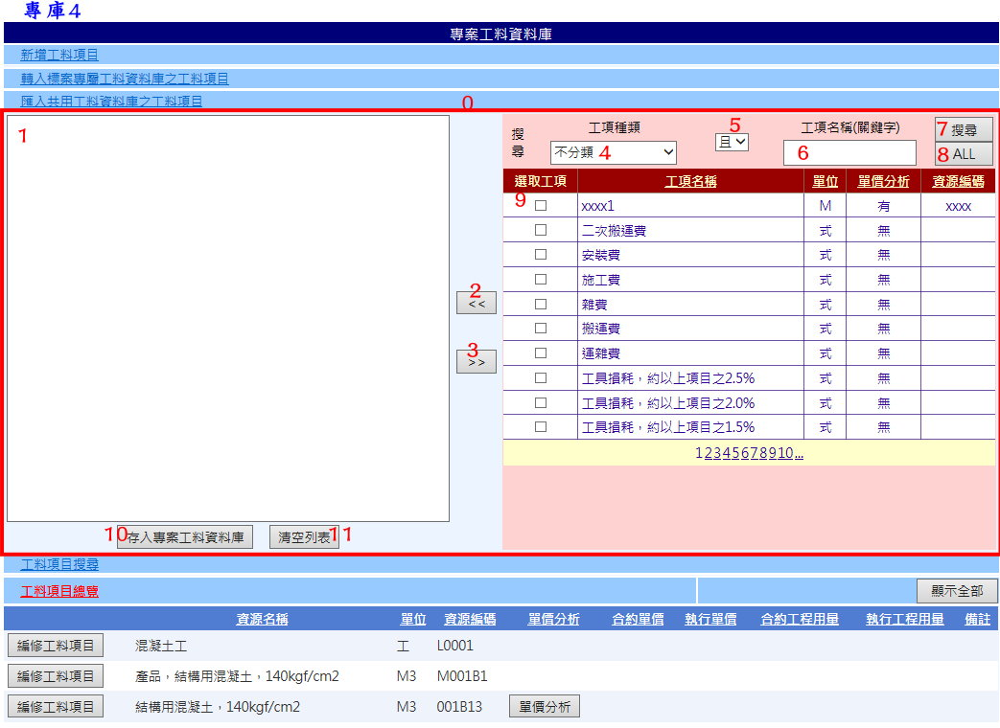 專庫4
專案工料資料庫
新增工料項目
轉入標案專屬工料資料庫之工料項目
匯入共用工料資料庫之工料項目
0
1
搜尋 工項種類 5 工項名稱(關鍵字) 7 搜尋
不分類 4 且 6 8 ALL
選取工項 工項名稱 單位 單價分析 資源編碼
9 xxxx1 M 有 xxxx
二次搬運費 式 無
安裝費 式 無
施工費 式 無
2
<<
雜費 式 無
搬運費 式 無
3
>>
運雜費 式 無
工具損耗，約以上項目之2.5% 式 無
工具損耗，約以上項目之2.0% 式 無
工具損耗，約以上項目之1.5% 式 無
12345678910...
10 存入專案工料資料庫 清空列表 11
工料項目搜尋
工料項目總覽 顯示全部
資源名稱 單位 資源編碼 單價分析 合約單價 執行單價 合約工程用量 執行工程用量 備註
編修工料項目 混凝土工 工 L0001
編修工料項目 產品，結構用混凝土，140kgf/cm2 M3 M001B1
編修工料項目 結構用混凝土，140kgf/cm2 M3 001B13 單價分析